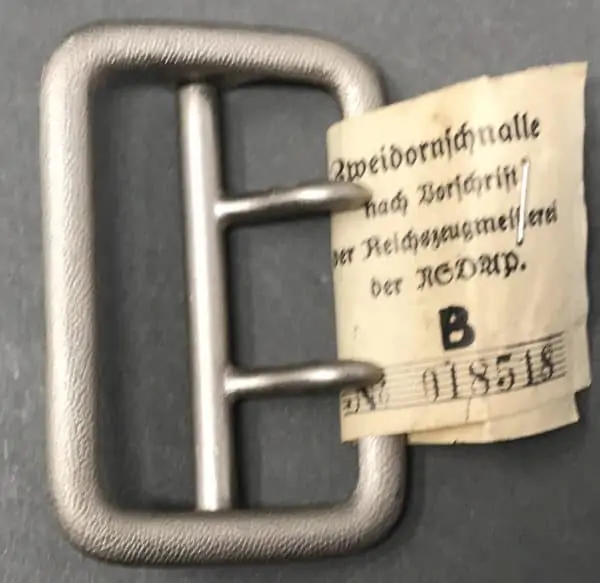 Zweidornschnalle
nach Vorschrift
der Reichszeugmeisterei
der NSDAP.
B
No 018518